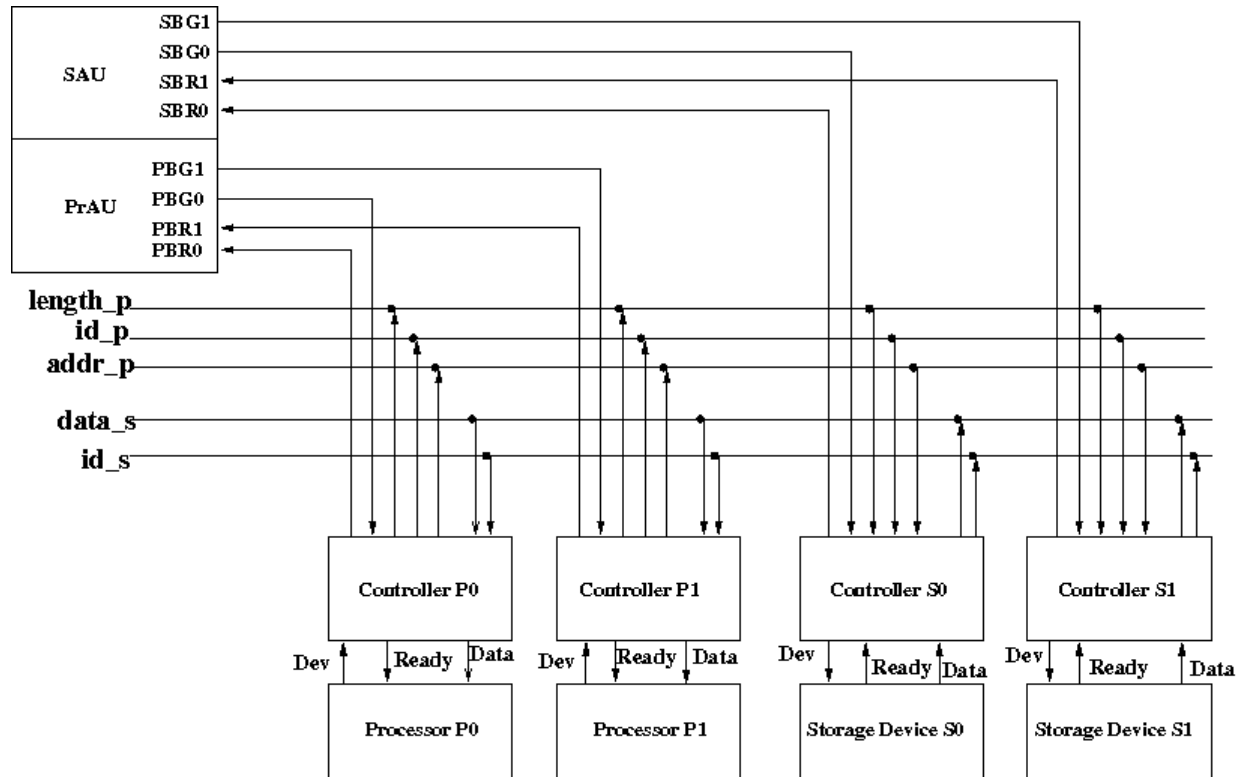 SBG1
SBG0
SAU
SBR1
SBR0
PBG1
PBG0
PrAU
PBR1
PBR0
length_p
id_p
addr_p
data_s
id_s
Controller P0 Controller P1 Controller S0 Controller S1
Dev Ready Data Dev Ready Data Dev Ready Data Dev Ready Data
Processor P0 Processor P1 Storage Device S0 Storage Device S1